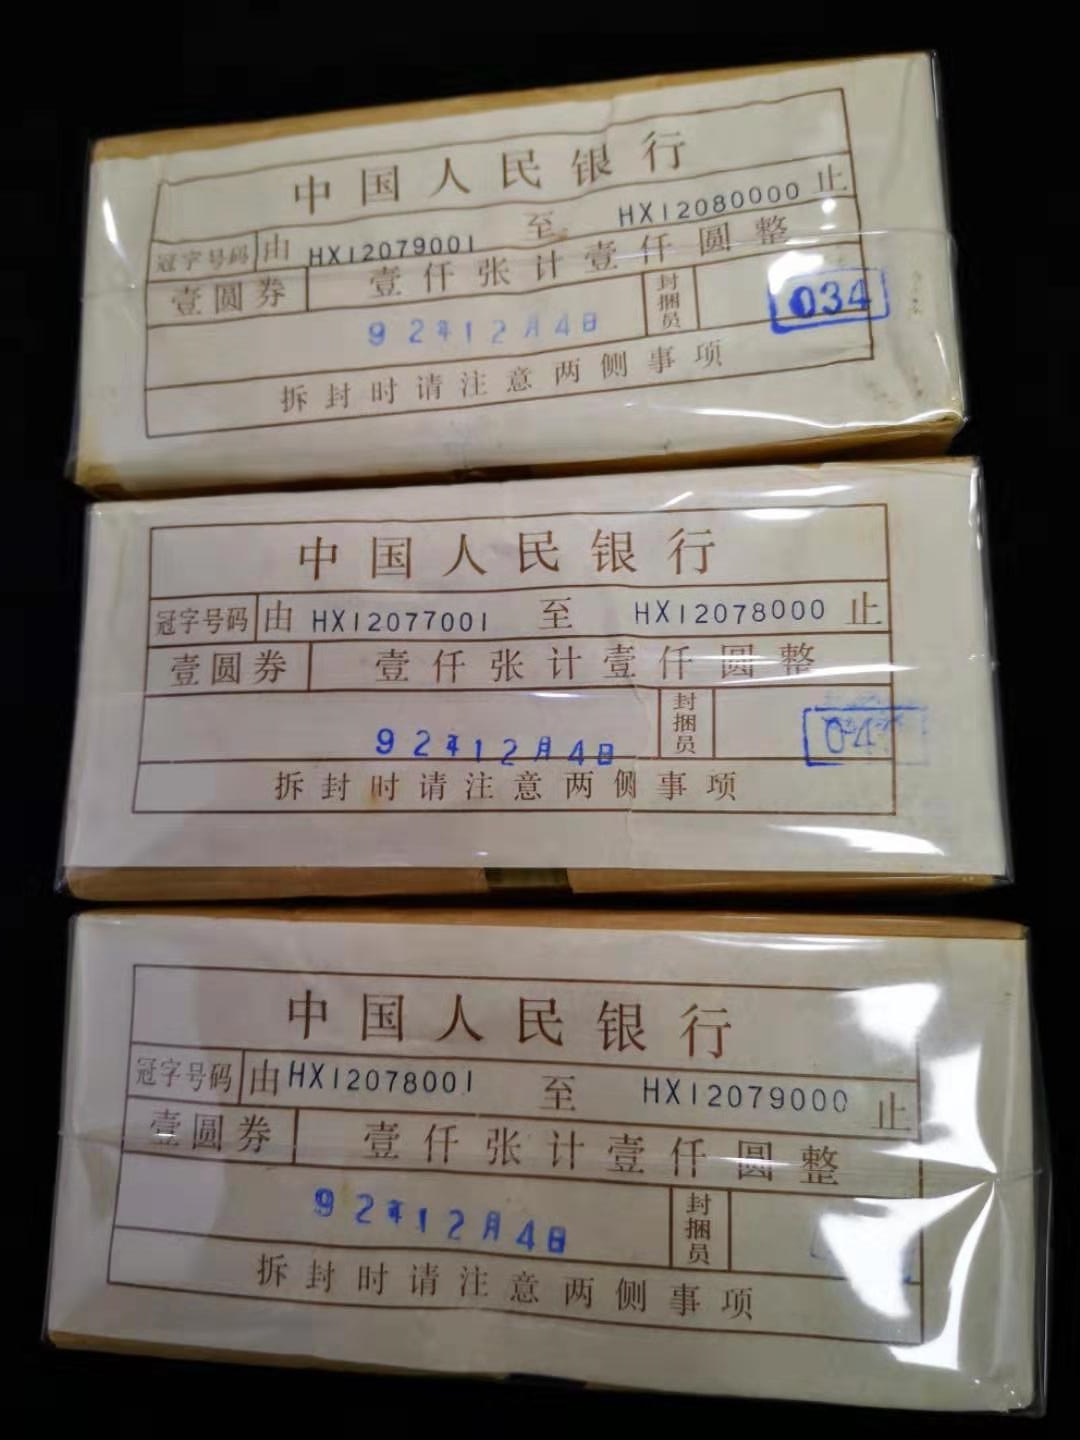 中国人民银行
冠字号码 由 HX12079001 至 HX12080000 止
壹圆券 壹仟张计壹仟圆整
92年12月4日 封捆员 034
拆封时请注意两侧事项
中国人民银行
冠字号码 由 HX12077001 至 HX12078000 止
壹圆券 壹仟张计壹仟圆整
92年12月4日 封捆员
拆封时请注意两侧事项
中国人民银行
冠字号码 由 HX12078001 至 HX12079000 止
壹圆券 壹仟张计壹仟圆整
92年12月4日 封捆员
拆封时请注意两侧事项